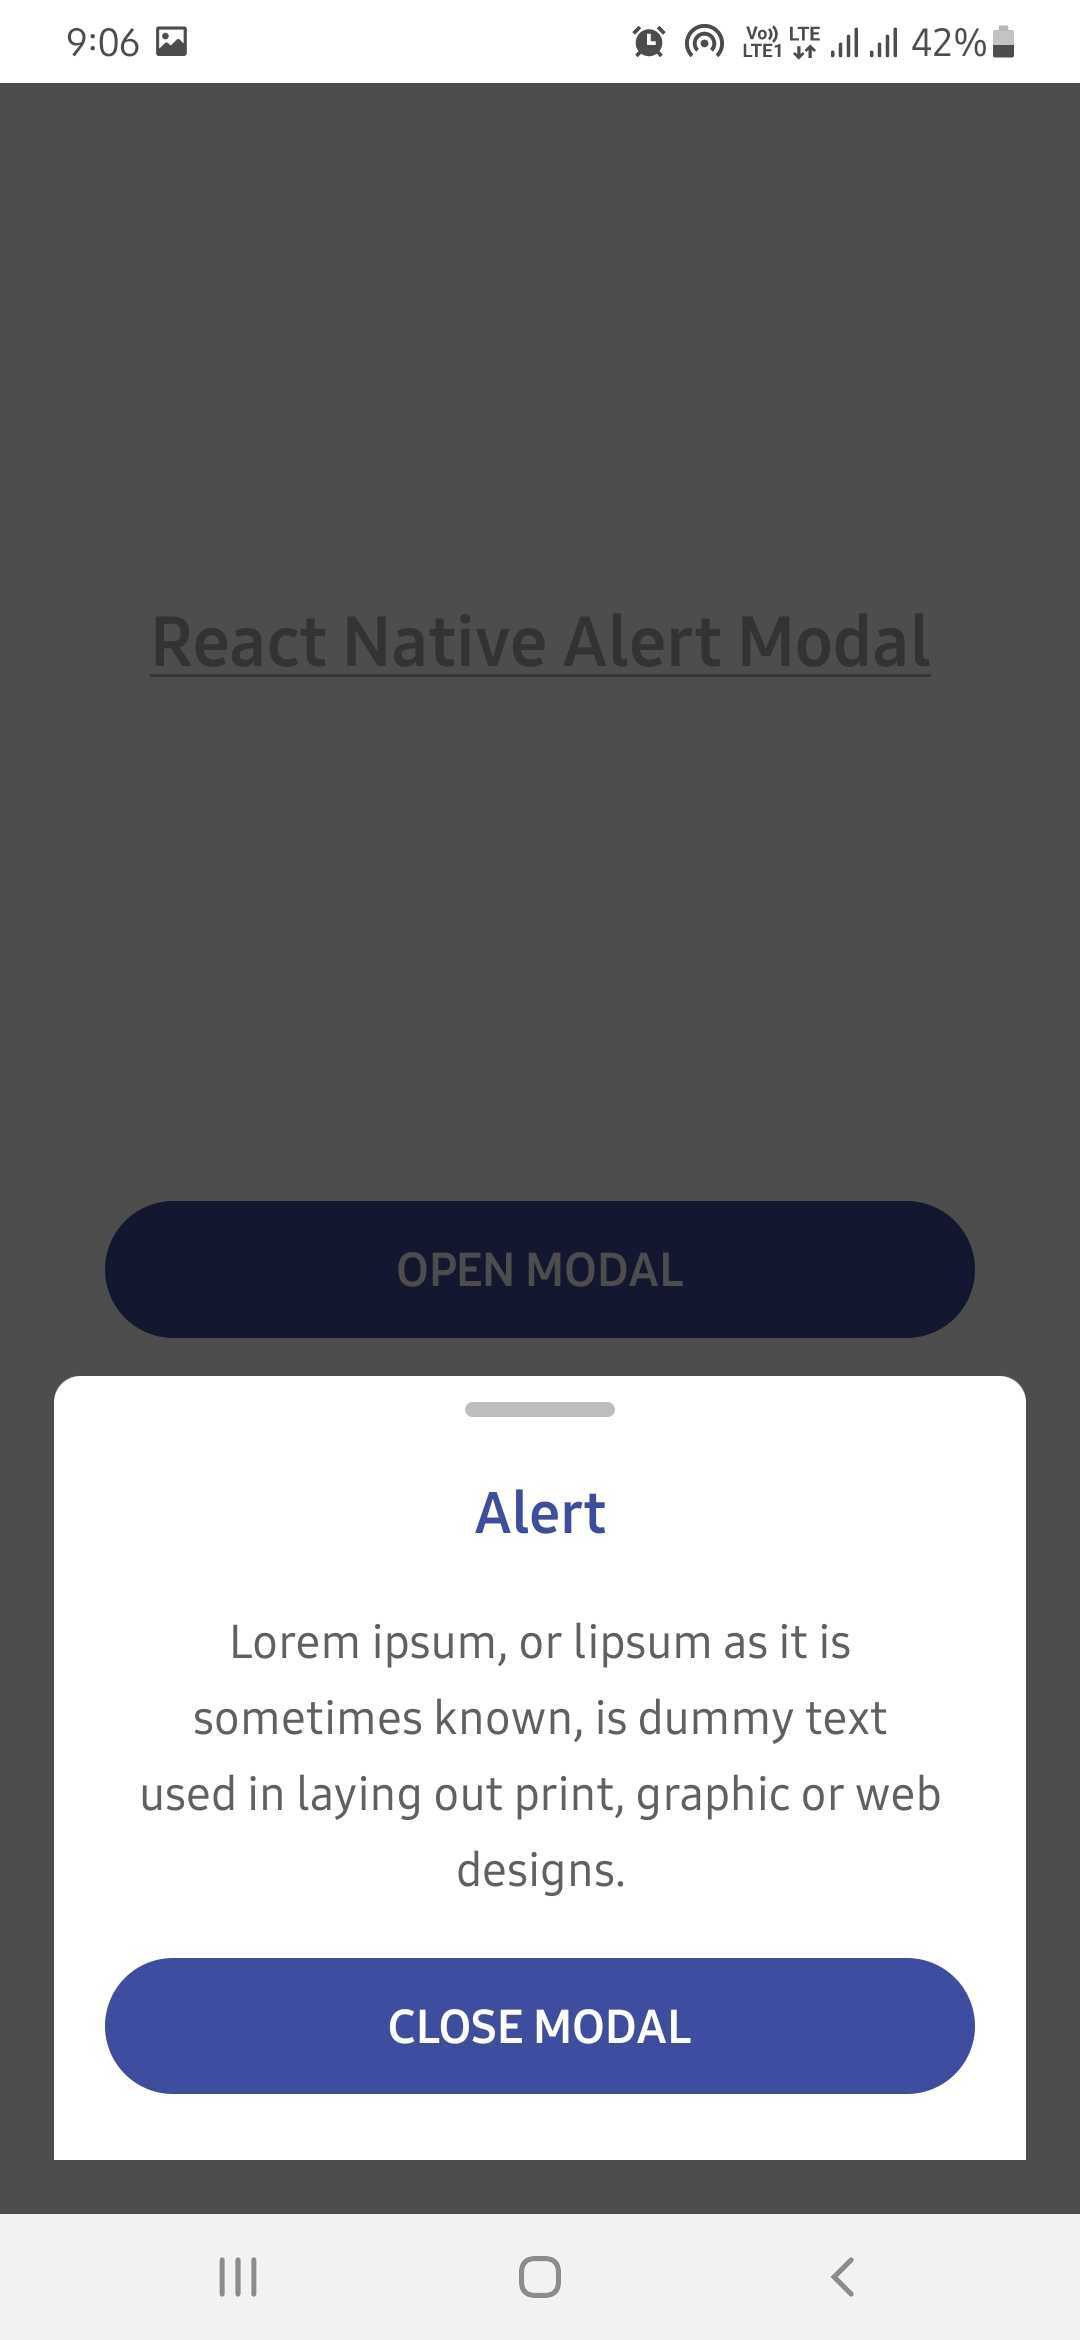 9:06
Vo)) LTE
LTE1
42%
React Native Alert Modal
OPEN MODAL
Alert
Lorem ipsum, or lipsum as it is
sometimes known, is dummy text
used in laying out print, graphic or web
designs.
CLOSE MODAL